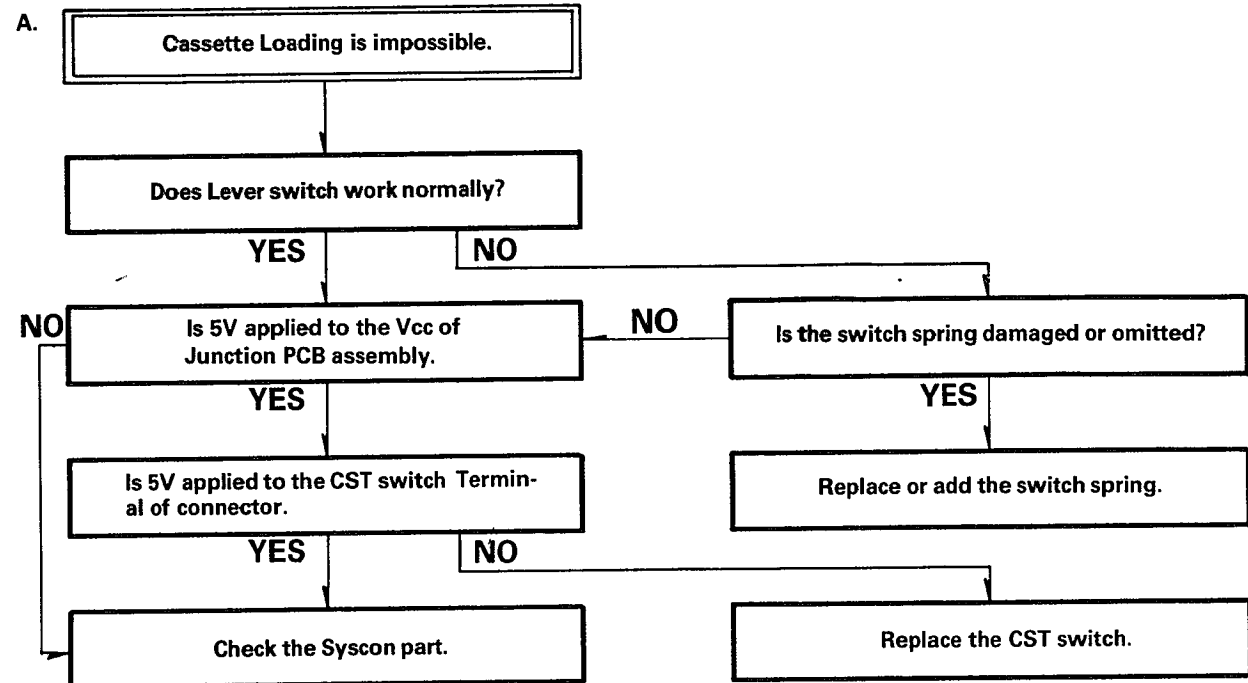 A.
Cassette Loading is impossible.
Does Lever switch work normally?
YES
NO
NO
Is 5V applied to the Vcc of
Junction PCB assembly.
NO
Is the switch spring damaged or omitted?
YES
YES
Is 5V applied to the CST switch Termin-
al of connector.
Replace or add the switch spring.
YES
NO
Check the Syscon part.
Replace the CST switch.